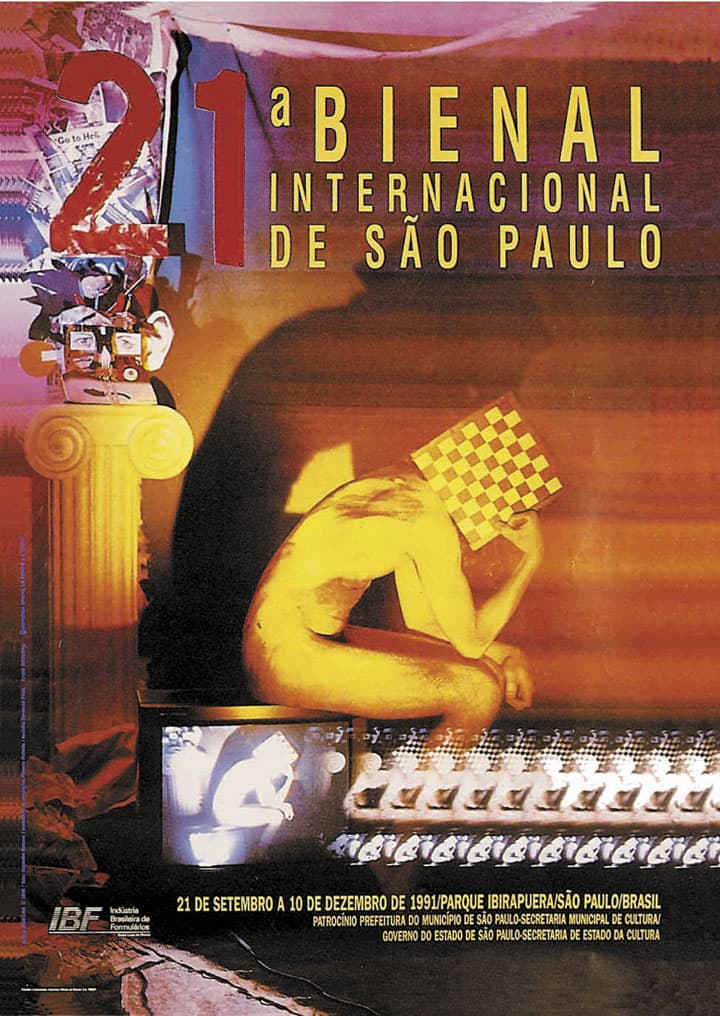 "Go to Hell
21ª BIENAL
INTERNACIONAL
DE SÃO PAULO
21 DE SETEMBRO A 10 DE DEZEMBRO DE 1991/PARQUE IBIRAPUERA/SÃO PAULO/BRASIL
PATROCÍNIO PREFEITURA DO MUNICÍPIO DE SÃO PAULO-SECRETARIA MUNICIPAL DE CULTURA/
GOVERNO DO ESTADO DE SÃO PAULO-SECRETARIA DE ESTADO DA CULTURA
IBF Indústria
Brasileira de
Formulários